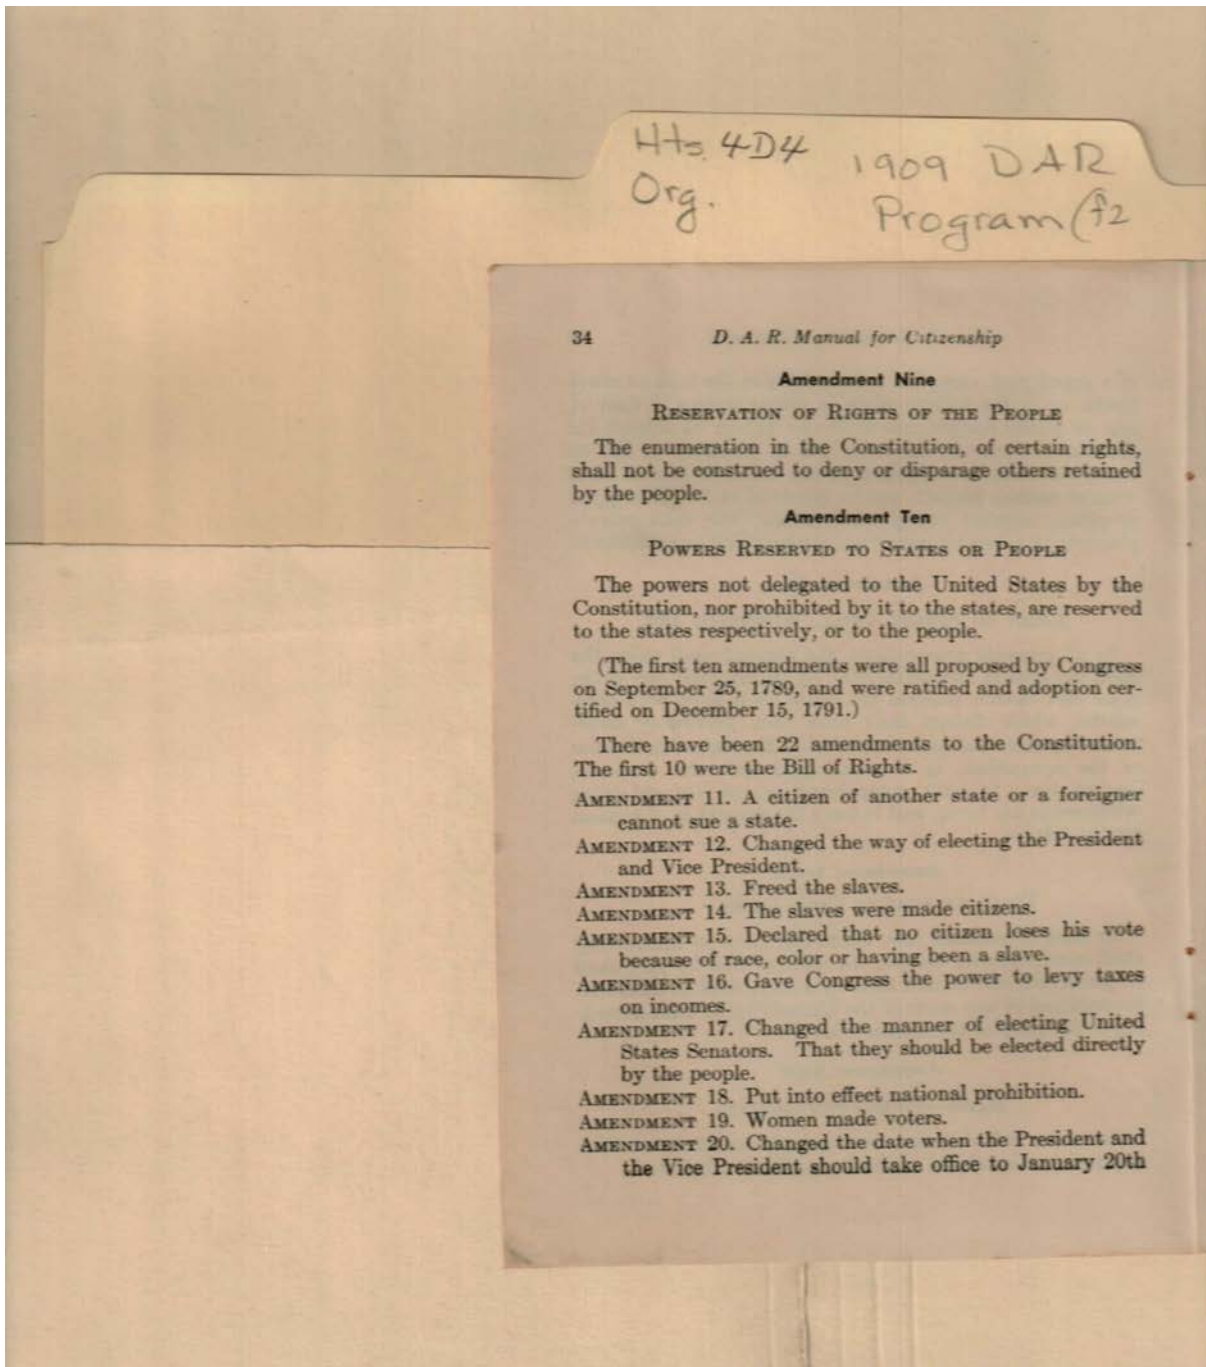 Hts. 4D4
Org.
1909 DAR
Program (f2
34 D. A. R. Manual for Citizenship
Amendment Nine
RESERVATION OF RIGHTS OF THE PEOPLE
The enumeration in the Constitution, of certain rights,
shall not be construed to deny or disparage others retained
by the people.
Amendment Ten
POWERS RESERVED TO STATES OR PEOPLE
The powers not delegated to the United States by the
Constitution, nor prohibited by it to the states, are reserved
to the states respectively, or to the people.
(The first ten amendments were all proposed by Congress
on September 25, 1789, and were ratified and adoption cer-
tified on December 15, 1791.)
There have been 22 amendments to the Constitution.
The first 10 were the Bill of Rights.
AMENDMENT 11. A citizen of another state or a foreigner
cannot sue a state.
AMENDMENT 12. Changed the way of electing the President
and Vice President.
AMENDMENT 13. Freed the slaves.
AMENDMENT 14. The slaves were made citizens.
AMENDMENT 15. Declared that no citizen loses his vote
because of race, color or having been a slave.
AMENDMENT 16. Gave Congress the power to levy taxes
on incomes.
AMENDMENT 17. Changed the manner of electing United
States Senators. That they should be elected directly
by the people.
AMENDMENT 18. Put into effect national prohibition.
AMENDMENT 19. Women made voters.
AMENDMENT 20. Changed the date when the President and
the Vice President should take office to January 20th